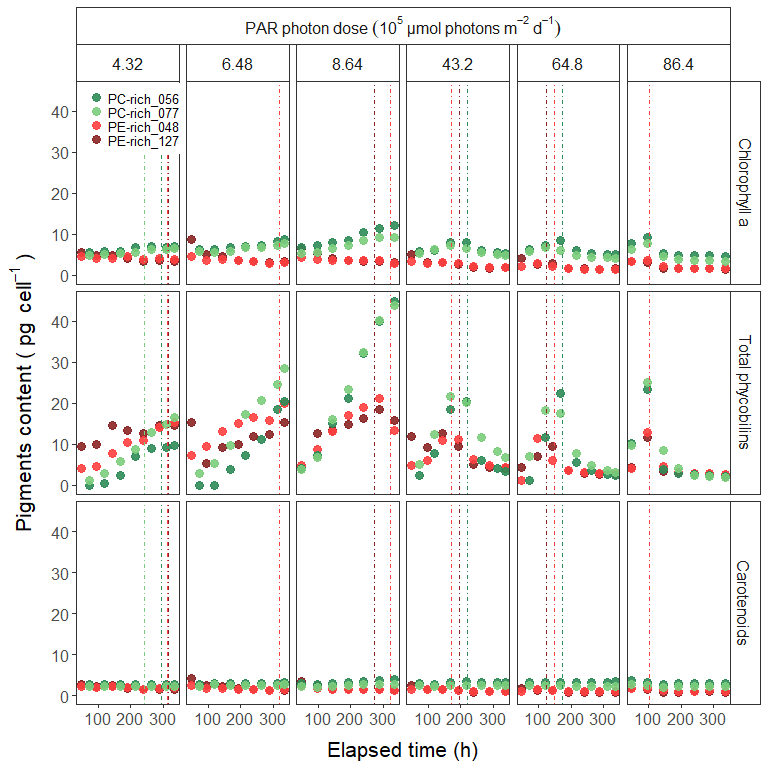 PAR photon dose (10⁵ µmol photons m⁻² d⁻¹)
4.32 6.48 8.64 43.2 64.8 86.4
PC-rich_056
PC-rich_077
PE-rich_048
PE-rich_127
40
30
20
10
0
Chlorophyll a
40
30
20
10
0
Total phycobilins
40
30
20
10
0
Carotenoids
Pigments content ( pg cell⁻¹ )
100 200 300 100 200 300 100 200 300 100 200 300 100 200 300 100 200 300
Elapsed time (h)